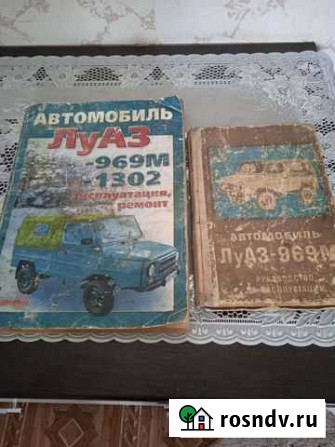 АВТОМОБИЛЬ
ЛуАЗ
-969М
-1302
эксплуатация,
ремонт
АВТОМОБИЛЬ
ЛуАЗ-969М
РУКОВОДСТВО
ПО ЭКСПЛУАТАЦИИ
rosndv.ru